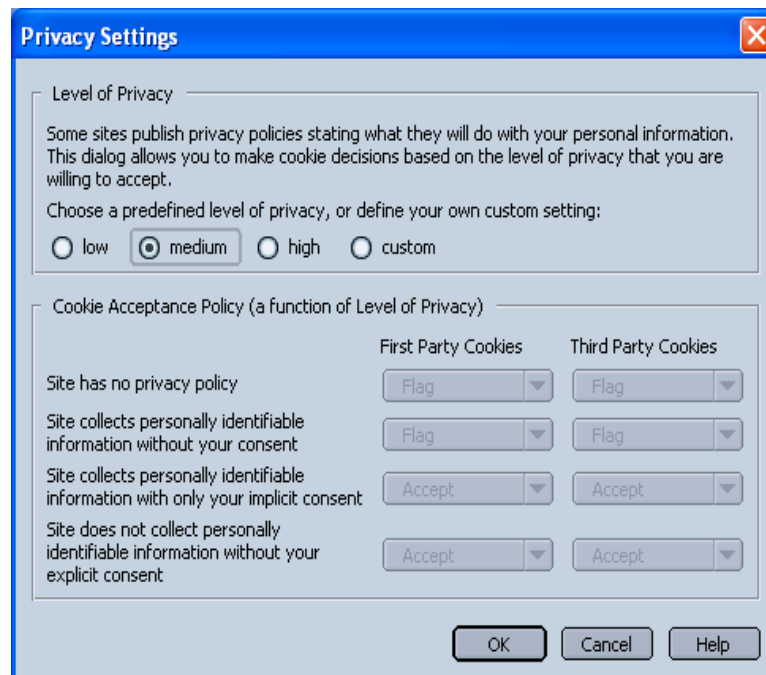 Privacy Settings
Level of Privacy
Some sites publish privacy policies stating what they will do with your personal information.
This dialog allows you to make cookie decisions based on the level of privacy that you are
willing to accept.
Choose a predefined level of privacy, or define your own custom setting:
low medium high custom
Cookie Acceptance Policy (a function of Level of Privacy)
First Party Cookies Third Party Cookies
Site has no privacy policy Flag Flag
Site collects personally identifiable
information without your consent Flag Flag
Site collects personally identifiable
information with only your implicit consent Accept Accept
Site does not collect personally
identifiable information without your
explicit consent Accept Accept
OK Cancel Help